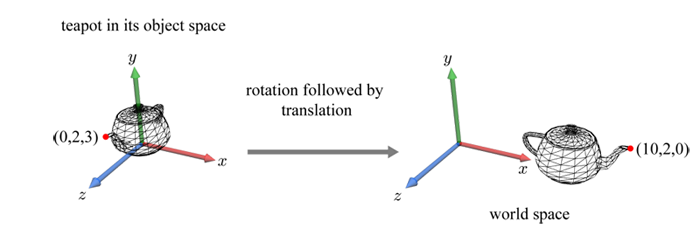 teapot in its object space
y
(0,2,3)
x
z
rotation followed by
translation
y
x
z
(10,2,0)
world space